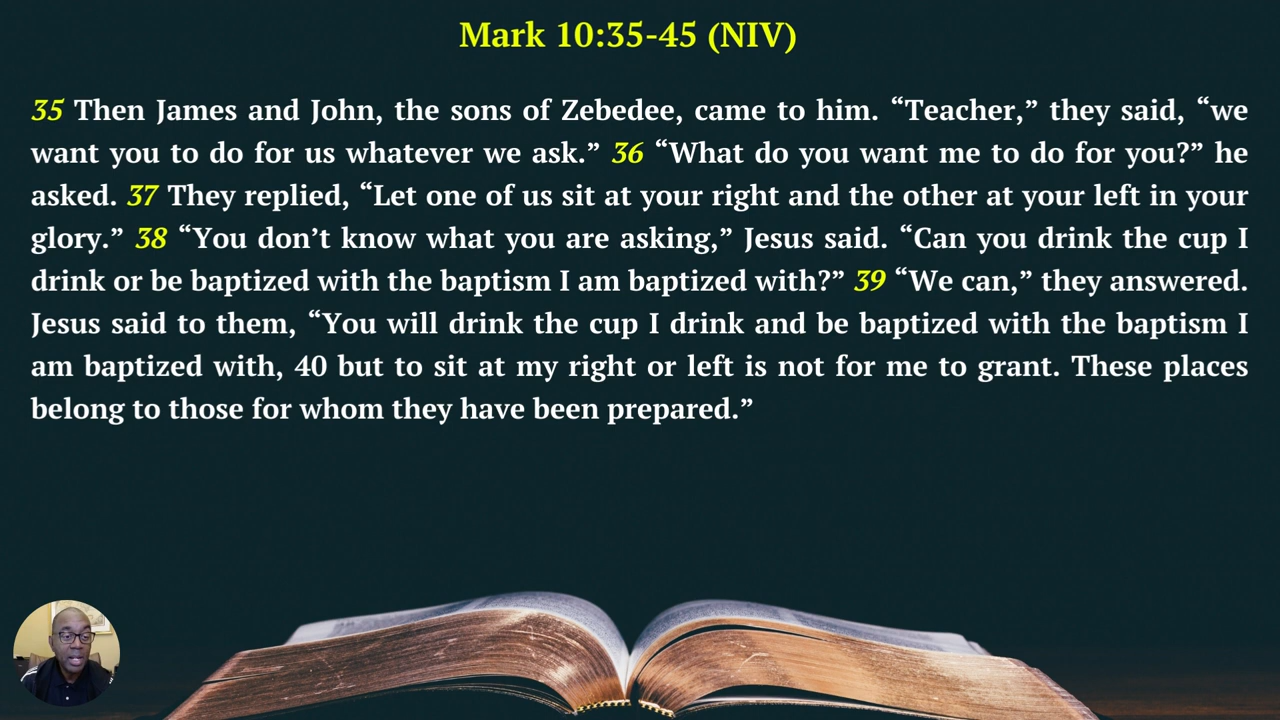 Mark 10:35-45 (NIV)
35 Then James and John, the sons of Zebedee, came to him. “Teacher,” they said, “we
want you to do for us whatever we ask.” 36 “What do you want me to do for you?” he
asked. 37 They replied, “Let one of us sit at your right and the other at your left in your
glory.” 38 “You don’t know what you are asking,” Jesus said. “Can you drink the cup I
drink or be baptized with the baptism I am baptized with?” 39 “We can,” they answered.
Jesus said to them, “You will drink the cup I drink and be baptized with the baptism I
am baptized with, 40 but to sit at my right or left is not for me to grant. These places
belong to those for whom they have been prepared.”